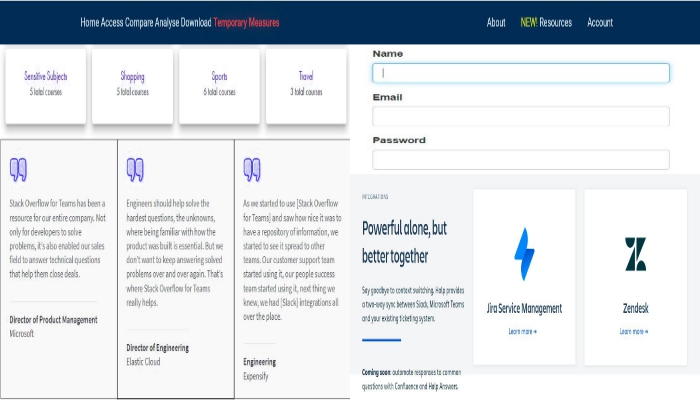 Home Access Compare Analyse Download Temporary Measures
About NEW! Resources Account
Sensitive Subjects
5 total courses
Shopping
5 total courses
Sports
6 total courses
Travel
3 total courses
Stack Overflow for Teams has been a
resource for our entire company. Not
only for developers to solve
problems, it's also enabled our sales
field to answer technical questions
that help them close deals.
Director of Product Management
Microsoft
Engineers should help solve the
hardest questions, the unknowns,
where being familiar with how the
product was built is essential. But we
don't want to keep answering solved
problems over and over again. That's
where Stack Overflow for Teams
really helps.
Director of Engineering
Elastic Cloud
As we started to use [Stack Overflow
for Teams] and saw how nice it was to
have a repository of information, we
started to see it spread to other
teams. Our customer support team
started using it, our people success
team started using it, next thing we
knew, we had [Slack] integrations all
over the place.
Engineering
Expensify
Name
Email
Password
INTEGRATIONS
Powerful alone, but
better together
Say goodbye to context switching. Help provides
a two-way sync between Slack, Microsoft Teams
and your existing ticketing system.
Coming soon: automate responses to common
questions with Confluence and Help Answers.
Jira Service Management
Learn more →
Zendesk
Learn more →